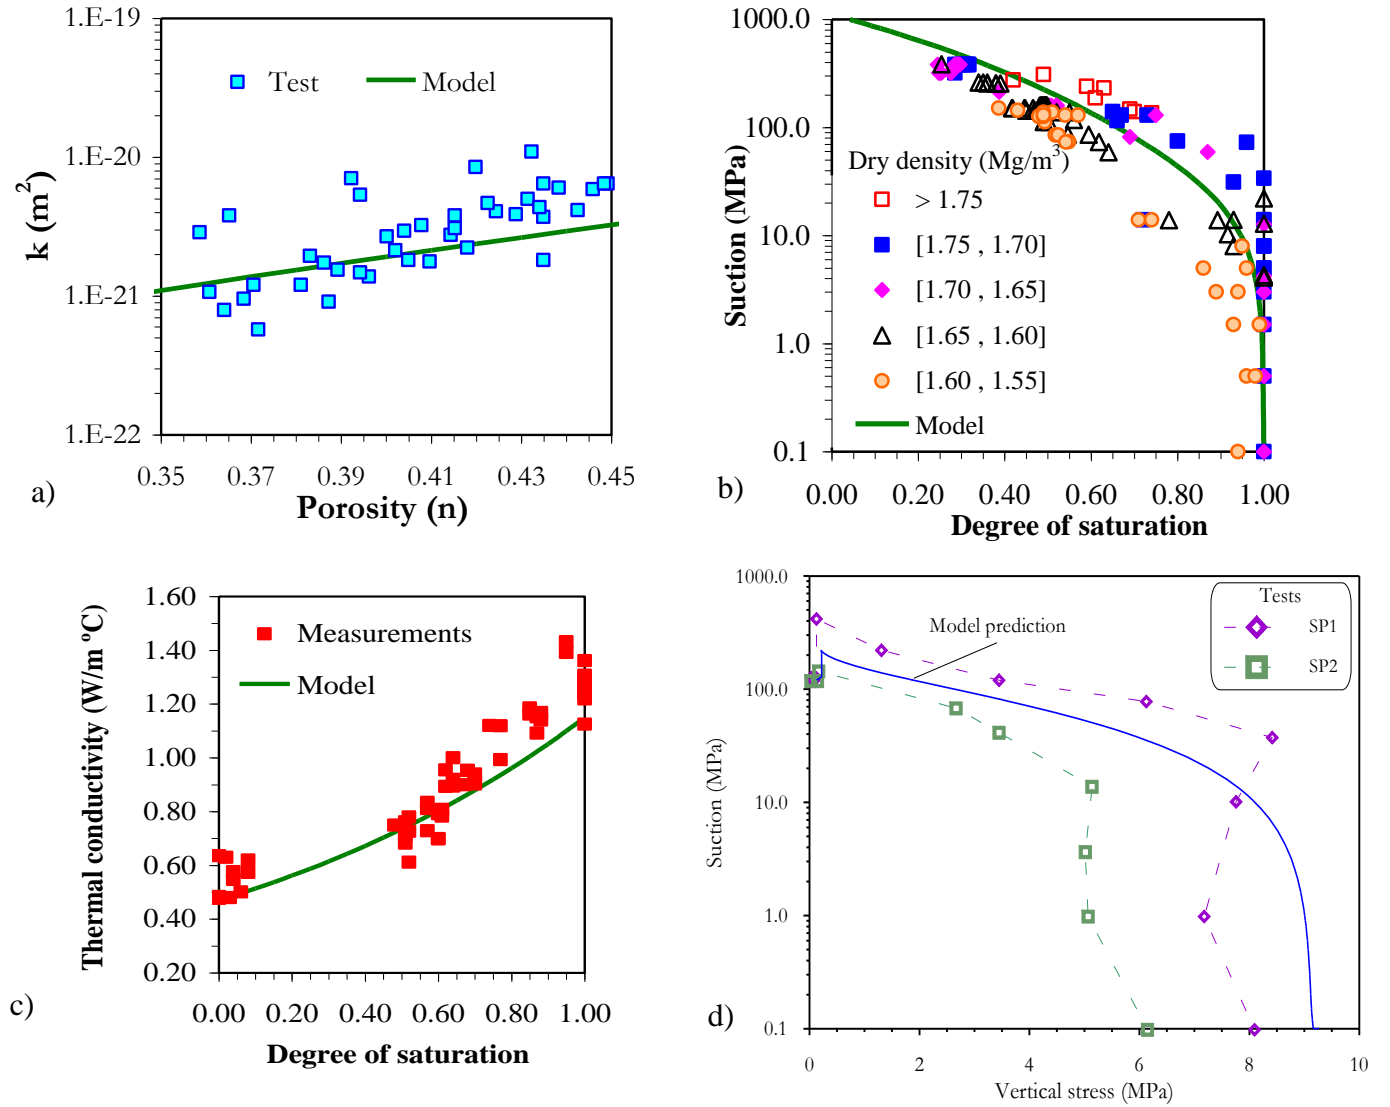 1.E-19
1.E-20
1.E-21
1.E-22
k (m²)
Test
Model
0.35 0.37 0.39 0.41 0.43 0.45
Porosity (n)
a)
1000.0
100.0
10.0
1.0
0.1
Suction (MPa)
Dry density (Mg/m³)
> 1.75
[1.75 , 1.70]
[1.70 , 1.65]
[1.65 , 1.60]
[1.60 , 1.55]
Model
0.00 0.20 0.40 0.60 0.80 1.00
Degree of saturation
b)
1.60
1.40
1.20
1.00
0.80
0.60
0.40
0.20
Thermal conductivity (W/m ºC)
Measurements
Model
0.00 0.20 0.40 0.60 0.80 1.00
Degree of saturation
c)
1000.0
100.0
10.0
1.0
0.1
Suction (MPa)
Model prediction
Tests
SP1
SP2
0 2 4 6 8 10
Vertical stress (MPa)
d)